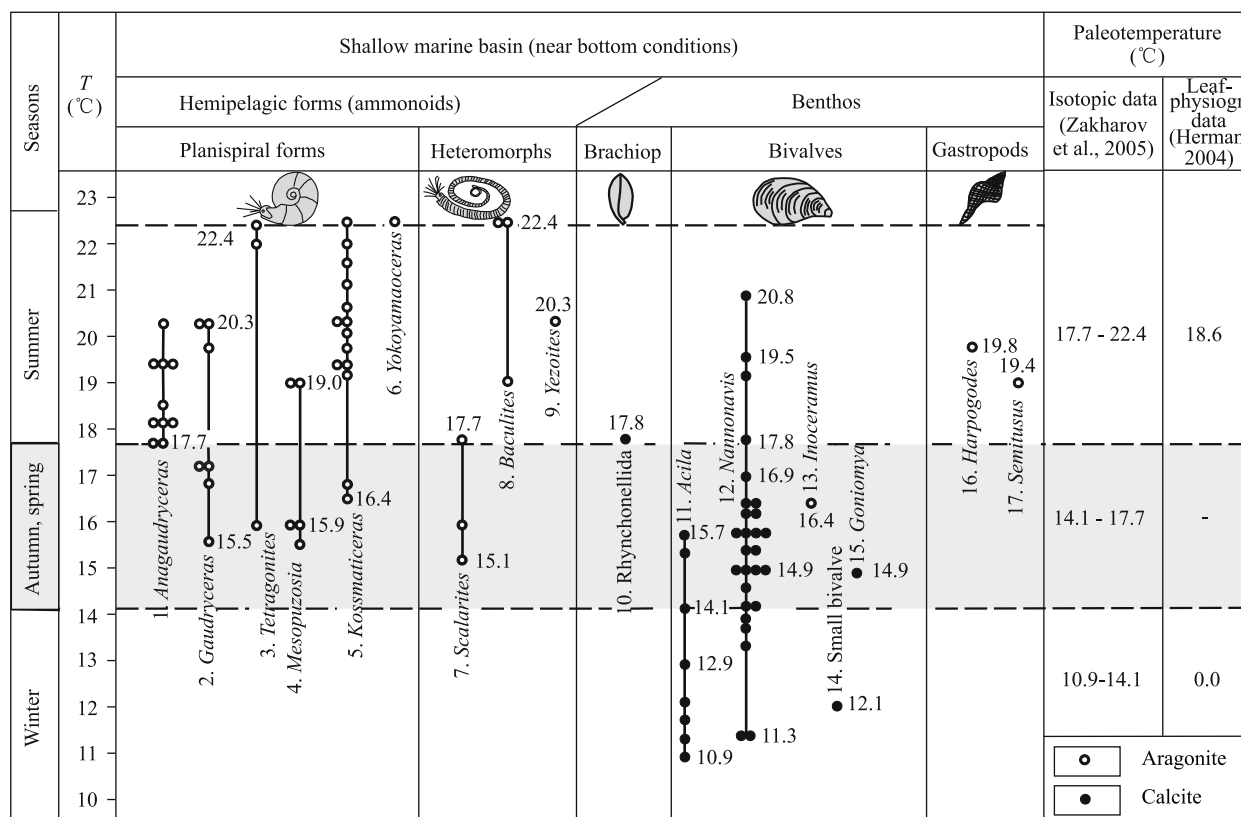 Seasons
T
(℃)
Shallow marine basin (near bottom conditions)
Paleotemperature
(℃)
Hemipelagic forms (ammonoids)
Benthos
Isotopic data
(Zakharov
et al., 2005)
Leaf-
physiogn
data
(Herman
2004)
Planispiral forms
Heteromorphs
Brachiop
Bivalves
Gastropods
Summer
Autumn, spring
Winter
23
22
21
20
19
18
17
16
15
14
13
12
11
10
17.7
1. Anagaudryceras
20.3
15.5
2. Gaudryceras
22.4
3. Tetragonites
19.0
15.9
4. Mesopuzosia
16.4
5. Kossmaticeras
6. Yokoyamaoceras
17.7
15.1
7. Scalarites
22.4
8. Baculites
20.3
9. Yezoites
17.8
10. Rhynchonellida
11. Acila
15.7
14.1
12.9
10.9
12. Nannonavis
20.8
19.5
17.8
16.9
14.9
11.3
13. Inoceramus
16.4
14. Small bivalve
12.1
15. Goniomya
14.9
19.8
16. Harpogodes
19.4
17. Semitusus
17.7 - 22.4
18.6
14.1 - 17.7
-
10.9-14.1
0.0
Aragonite
Calcite